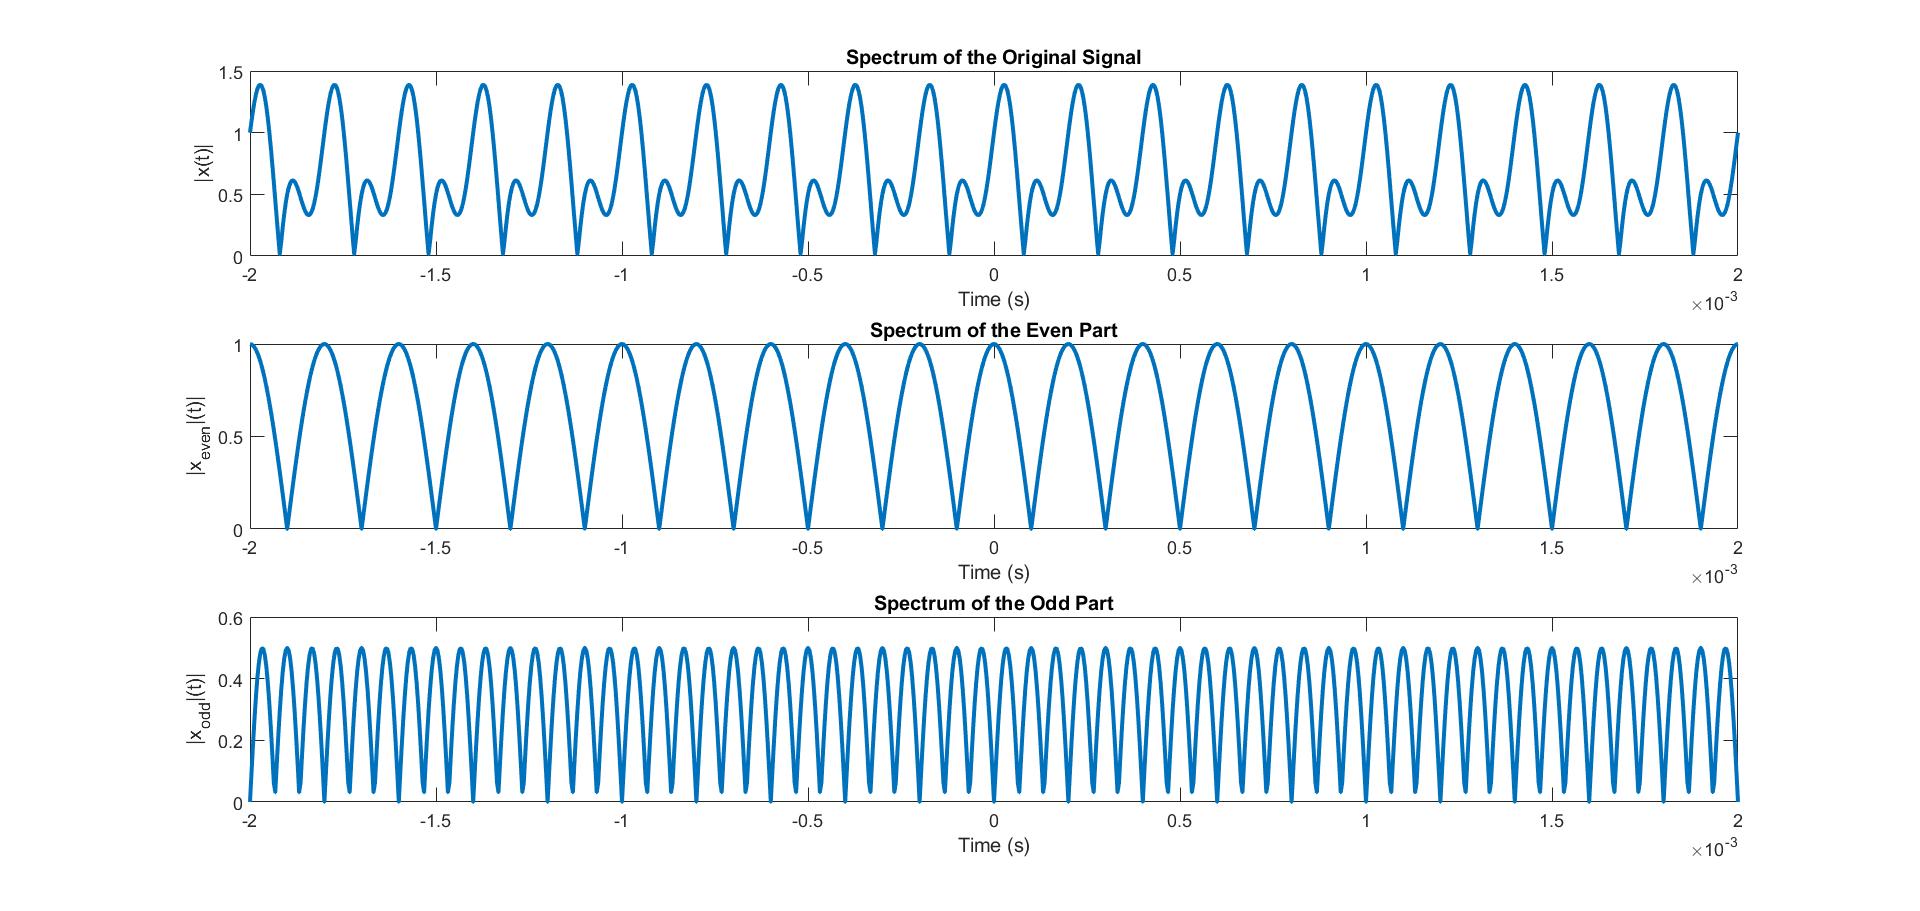 Spectrum of the Original Signal
1.5
1
0.5
0
|x(t)|
-2 -1.5 -1 -0.5 0 0.5 1 1.5 2
Time (s)
×10-3
Spectrum of the Even Part
1
0.5
0
|xeven|(t)|
-2 -1.5 -1 -0.5 0 0.5 1 1.5 2
Time (s)
×10-3
Spectrum of the Odd Part
0.6
0.4
0.2
0
|xodd|(t)|
-2 -1.5 -1 -0.5 0 0.5 1 1.5 2
Time (s)
×10-3